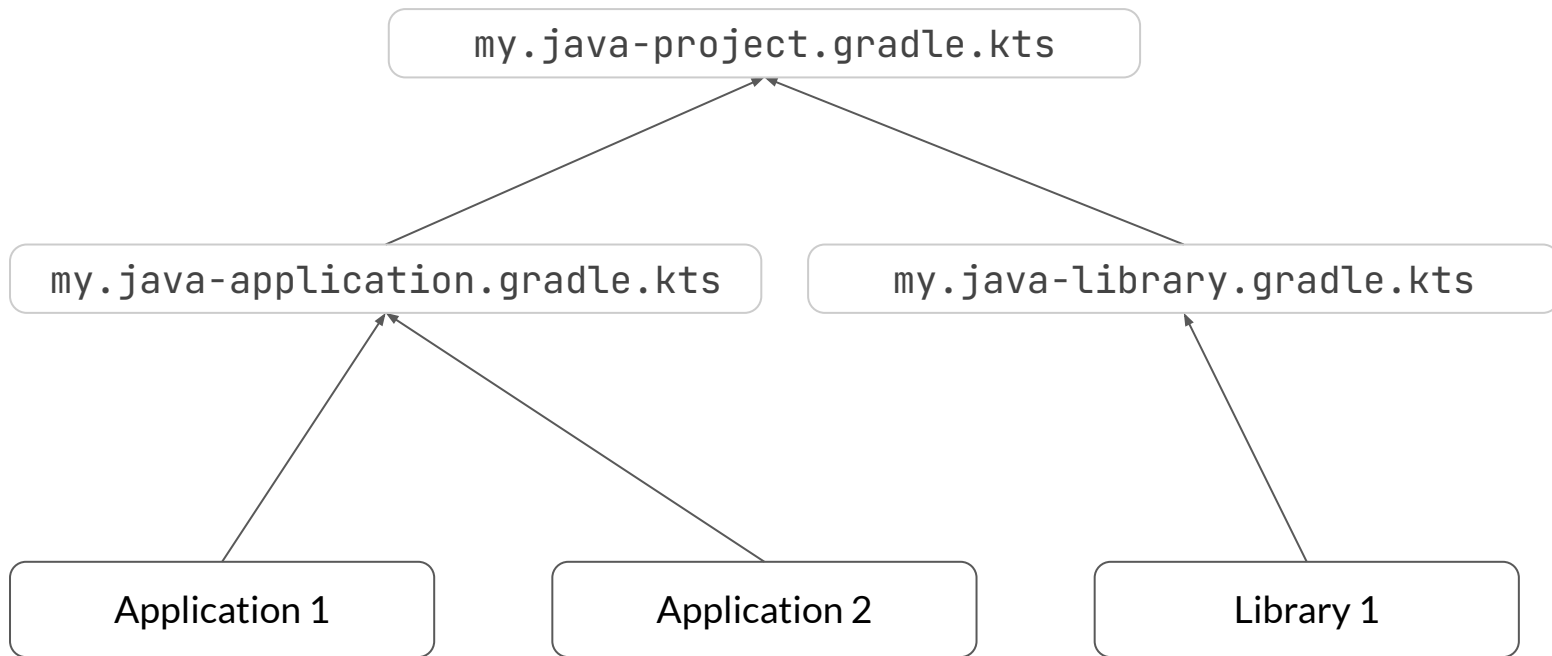 my.java-project.gradle.kts
my.java-application.gradle.kts
my.java-library.gradle.kts
Application 1
Application 2
Library 1